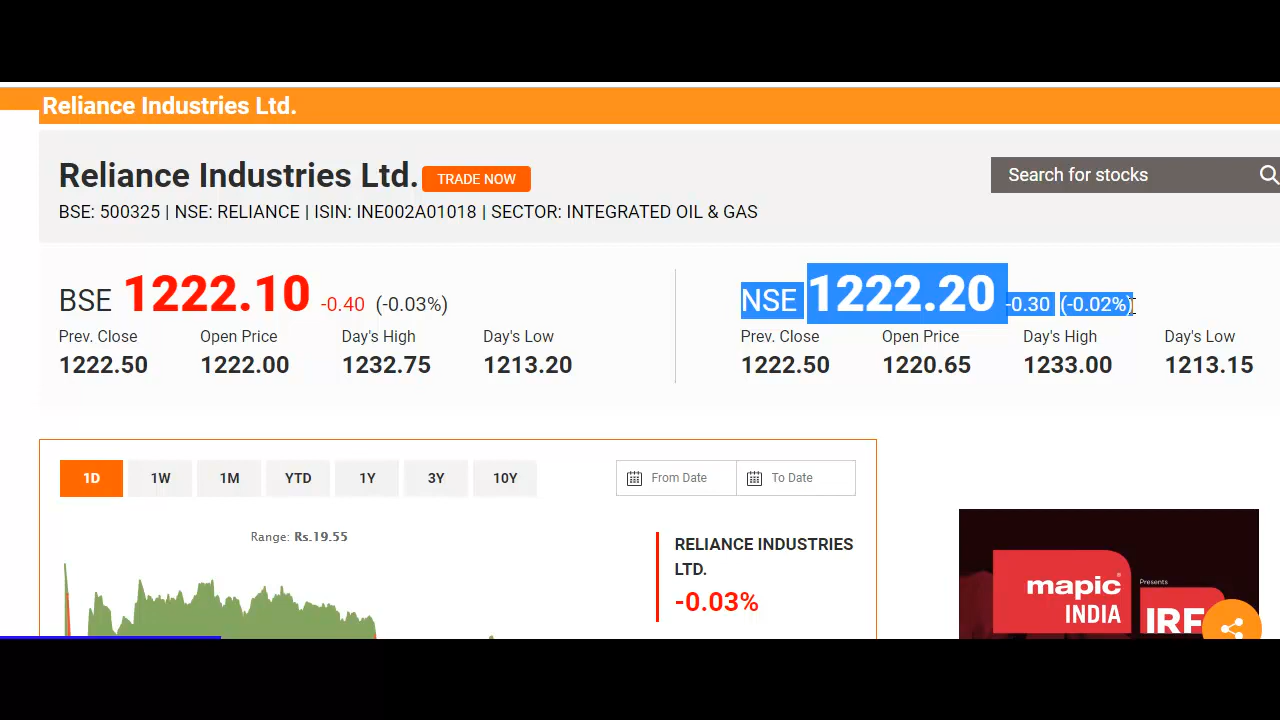 Reliance Industries Ltd.
Reliance Industries Ltd. TRADE NOW
Search for stocks
BSE: 500325 | NSE: RELIANCE | ISIN: INE002A01018 | SECTOR: INTEGRATED OIL & GAS
BSE 1222.10 -0.40 (-0.03%)
Prev. Close Open Price Day's High Day's Low
1222.50 1222.00 1232.75 1213.20
NSE 1222.20 -0.30 (-0.02%)
Prev. Close Open Price Day's High Day's Low
1222.50 1220.65 1233.00 1213.15
1D 1W 1M YTD 1Y 3Y 10Y
From Date To Date
Range: Rs.19.55
RELIANCE INDUSTRIES
LTD.
-0.03%
mapic
INDIA
Presents